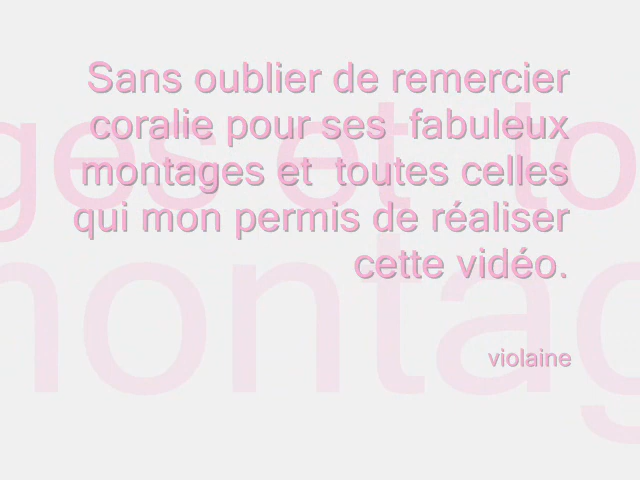 Sans oublier de remercier
coralie pour ses  fabuleux
montages et  toutes celles
qui mon permis de réaliser
cette vidéo.
violaine